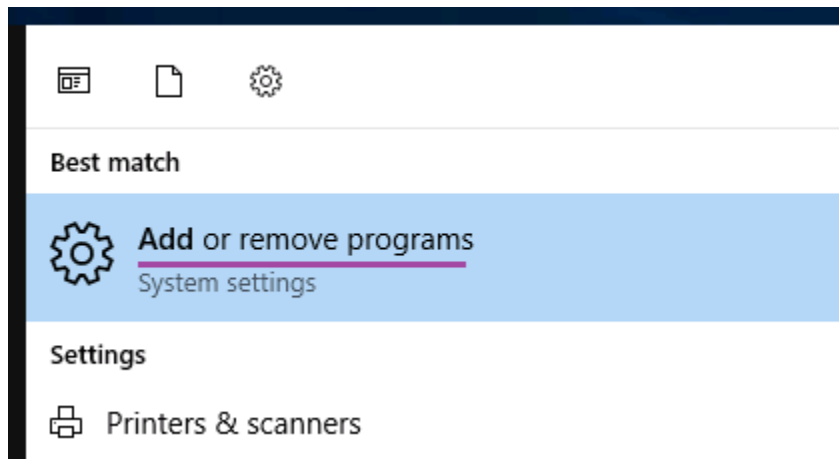 Best match
Add or remove programs
System settings
Settings
Printers & scanners